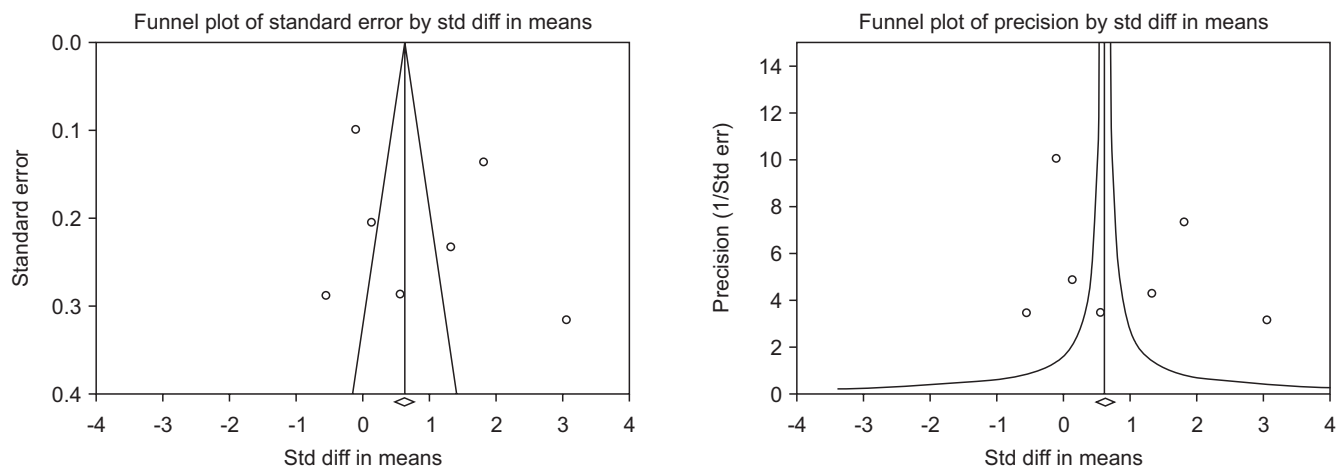 Funnel plot of standard error by std diff in means
0.0
0.1
0.2
0.3
0.4
Standard error
-4 -3 -2 -1 0 1 2 3 4
Std diff in means
Funnel plot of precision by std diff in means
14
12
10
8
6
4
2
0
Precision (1/Std err)
-4 -3 -2 -1 0 1 2 3 4
Std diff in means